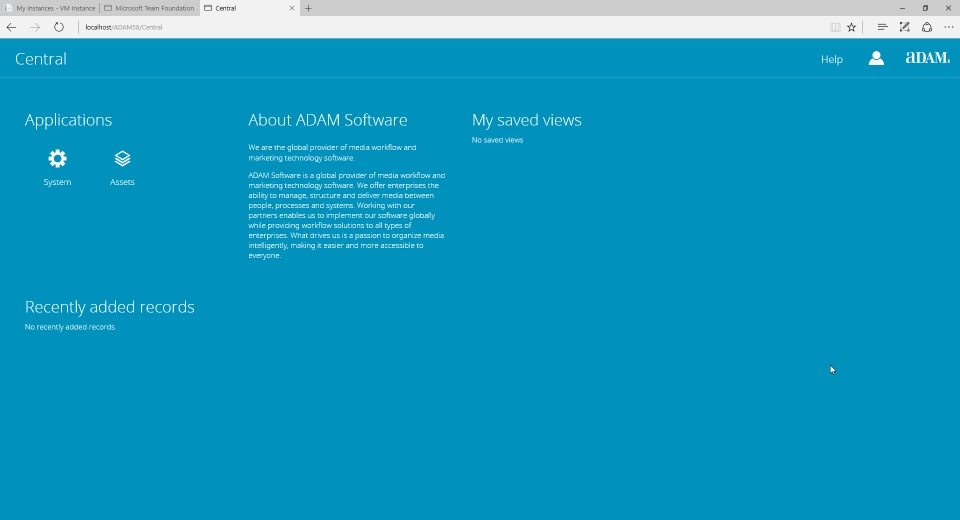 My Instances - VM Instance
Microsoft Team Foundation
Central
localhost/ADAM58/Central
Central
Help
aDAM.
Applications
System
Assets
About ADAM Software
We are the global provider of media workflow and
marketing technology software.
ADAM Software is a global provider of media workflow and
marketing technology software. We offer enterprises the
ability to manage, structure and deliver media between
people, processes and systems. Working with our
partners enables us to implement our software globally
while providing workflow solutions to all types of
enterprises. What drives us is a passion to organize media
intelligently, making it easier and more accessible to
everyone.
My saved views
No saved views
Recently added records
No recently added records.